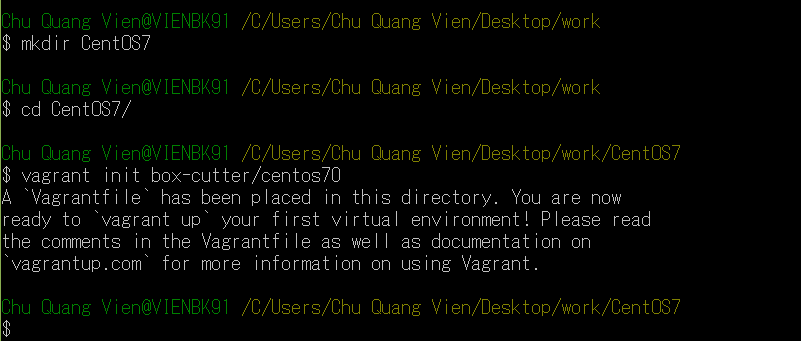 Chu Quang Vien@VIENBK91 /C/Users/Chu Quang Vien/Desktop/work
$ mkdir CentOS7
Chu Quang Vien@VIENBK91 /C/Users/Chu Quang Vien/Desktop/work
$ cd CentOS7/
Chu Quang Vien@VIENBK91 /C/Users/Chu Quang Vien/Desktop/work/CentOS7
$ vagrant init box-cutter/centos70
A `Vagrantfile` has been placed in this directory. You are now
ready to `vagrant up` your first virtual environment! Please read
the comments in the Vagrantfile as well as documentation on
`vagrantup.com` for more information on using Vagrant.
Chu Quang Vien@VIENBK91 /C/Users/Chu Quang Vien/Desktop/work/CentOS7
$